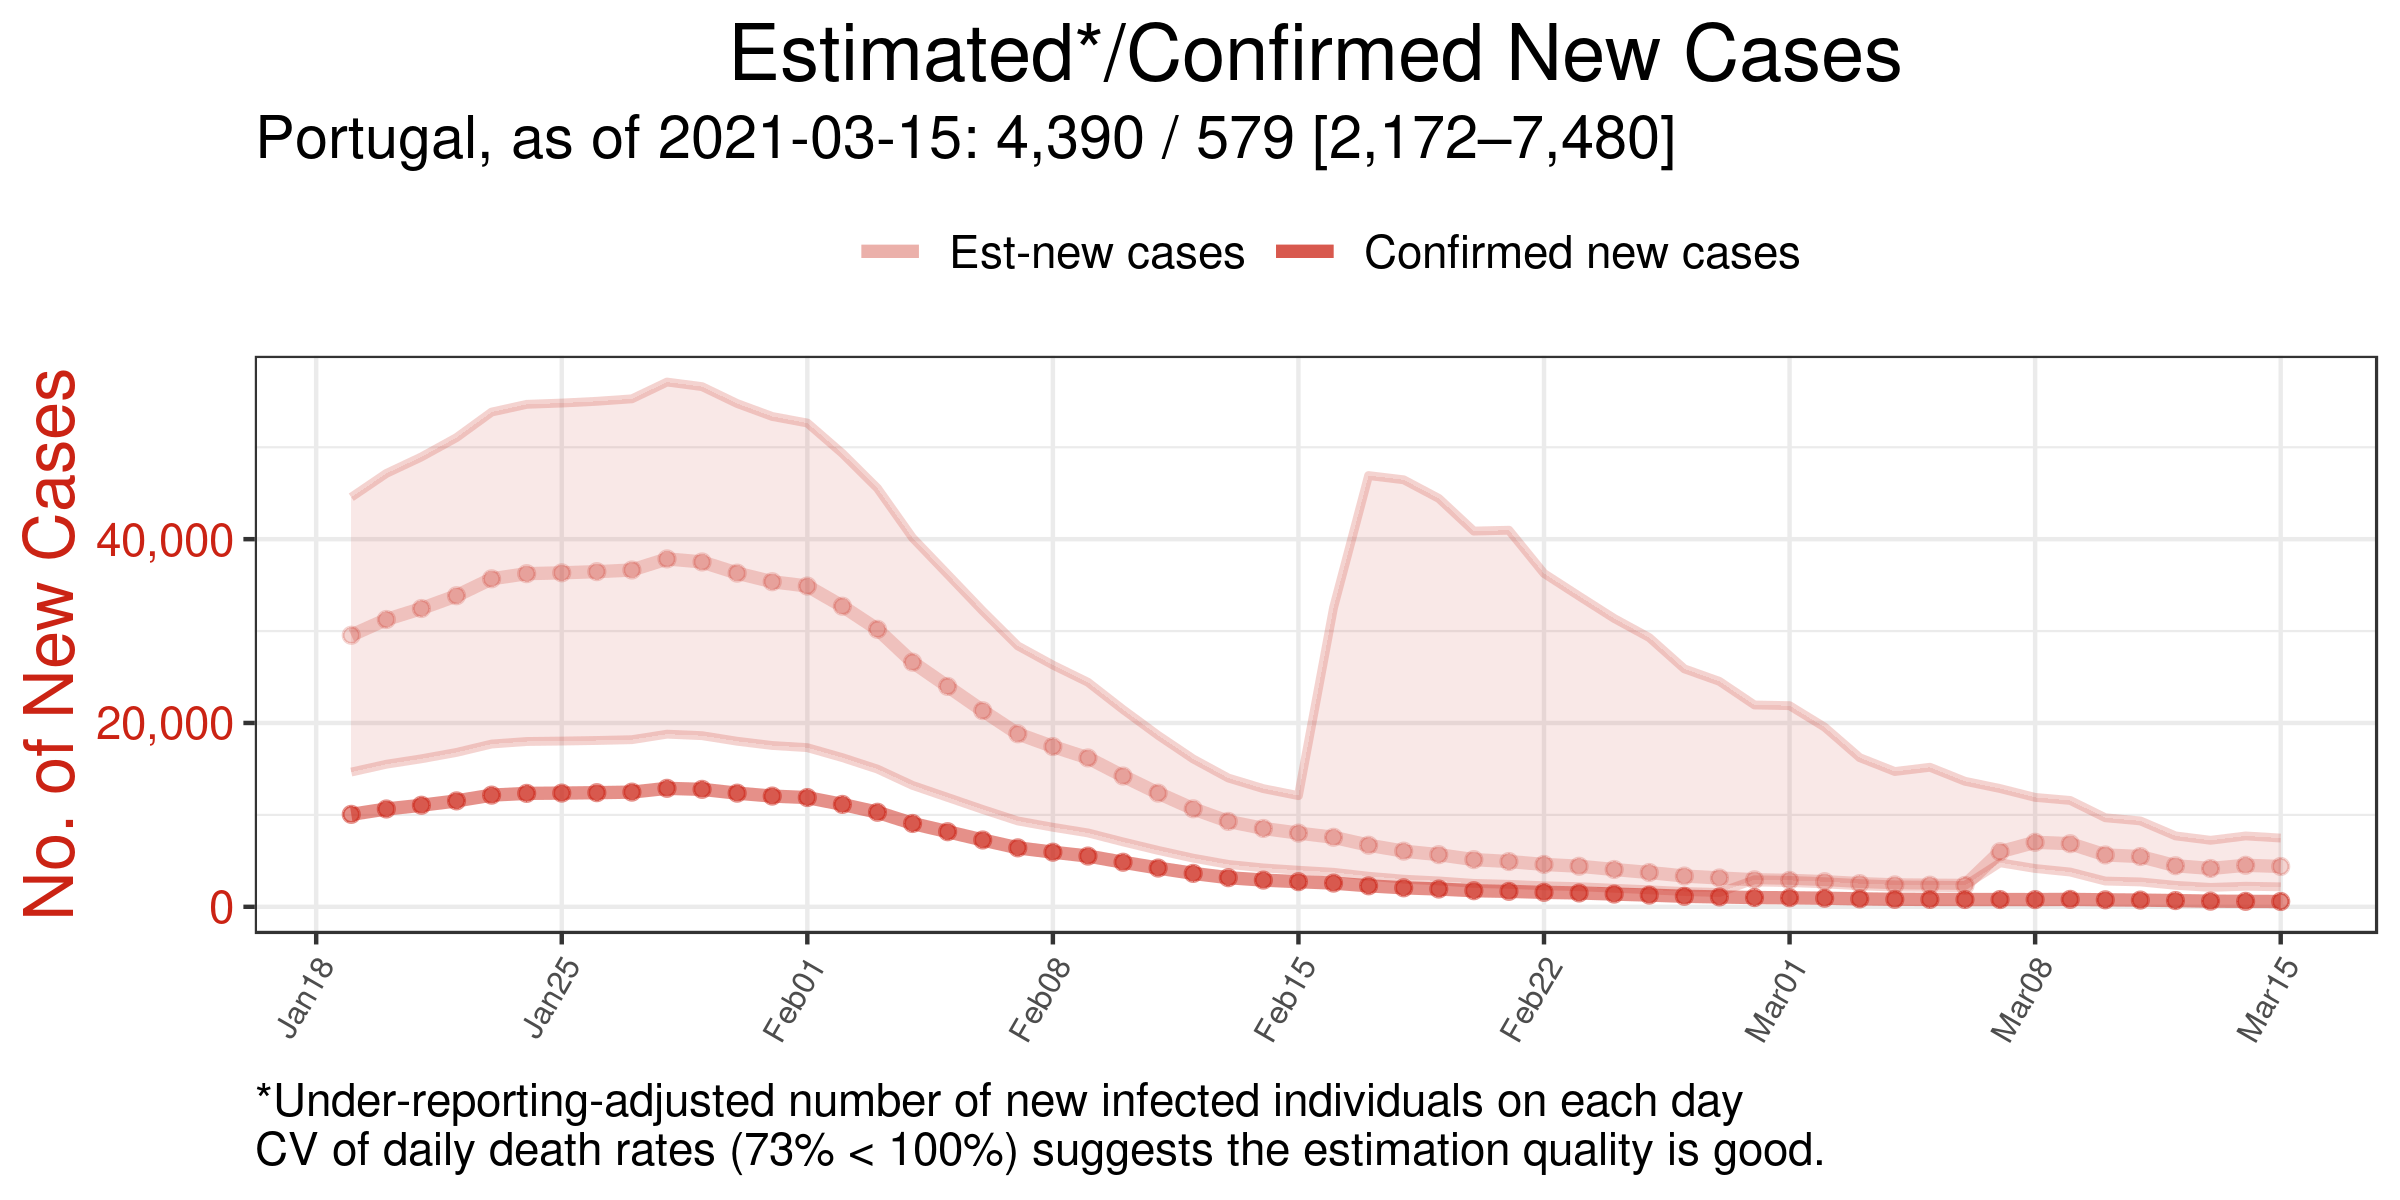 Estimated*/Confirmed New Cases
Portugal, as of 2021-03-15: 4,390 / 579 [2,172–7,480]
Est-new cases
Confirmed new cases
No. of New Cases
40,000
20,000
0
Jan18
Jan25
Feb01
Feb08
Feb15
Feb22
Mar01
Mar08
Mar15
*Under-reporting-adjusted number of new infected individuals on each day
CV of daily death rates (73% < 100%) suggests the estimation quality is good.